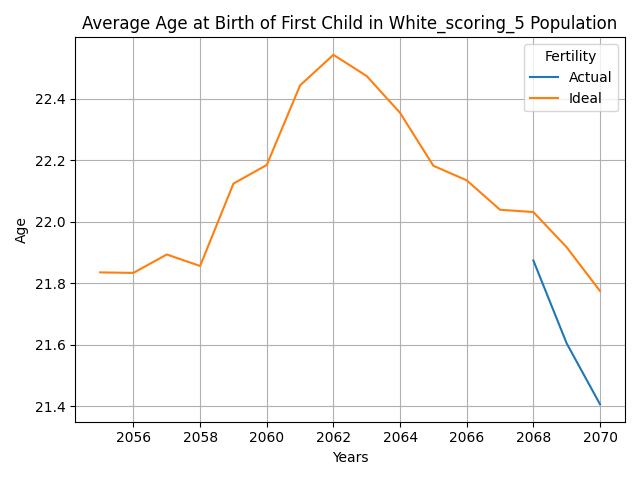 Average Age at Birth of First Child in White_scoring_5 Population
Fertility
Actual
Ideal
22.4
22.2
22.0
21.8
21.6
21.4
Age
2056 2058 2060 2062 2064 2066 2068 2070
Years